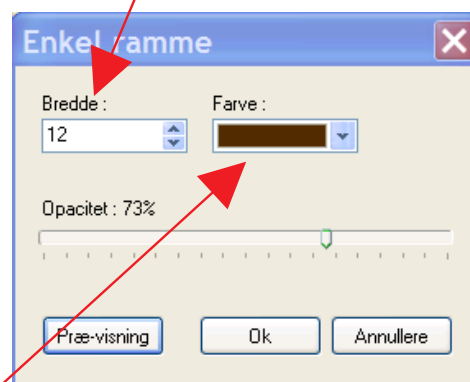 Enkel ramme
Bredde : Farve :
12
Opacitet : 73%
Præ-visning Ok Annullere